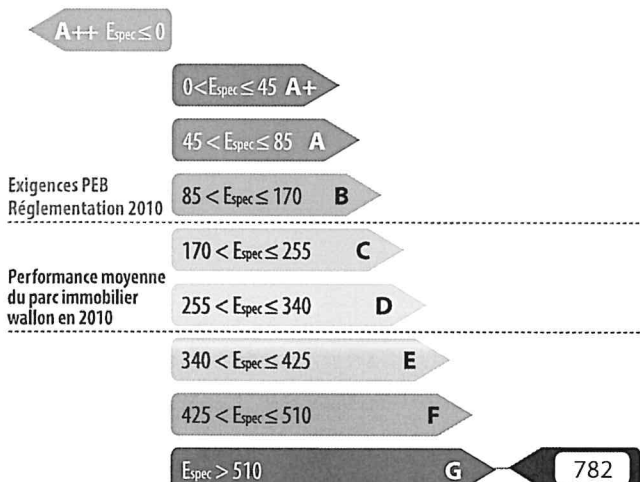 A++ Espec ≤ 0
0 < Espec ≤ 45 A+
45 < Espec ≤ 85 A
Exigences PEB
Réglementation 2010
85 < Espec ≤ 170 B
170 < Espec ≤ 255 C
Performance moyenne
du parc immobilier
wallon en 2010
255 < Espec ≤ 340 D
340 < Espec ≤ 425 E
425 < Espec ≤ 510 F
Espec > 510 G 782